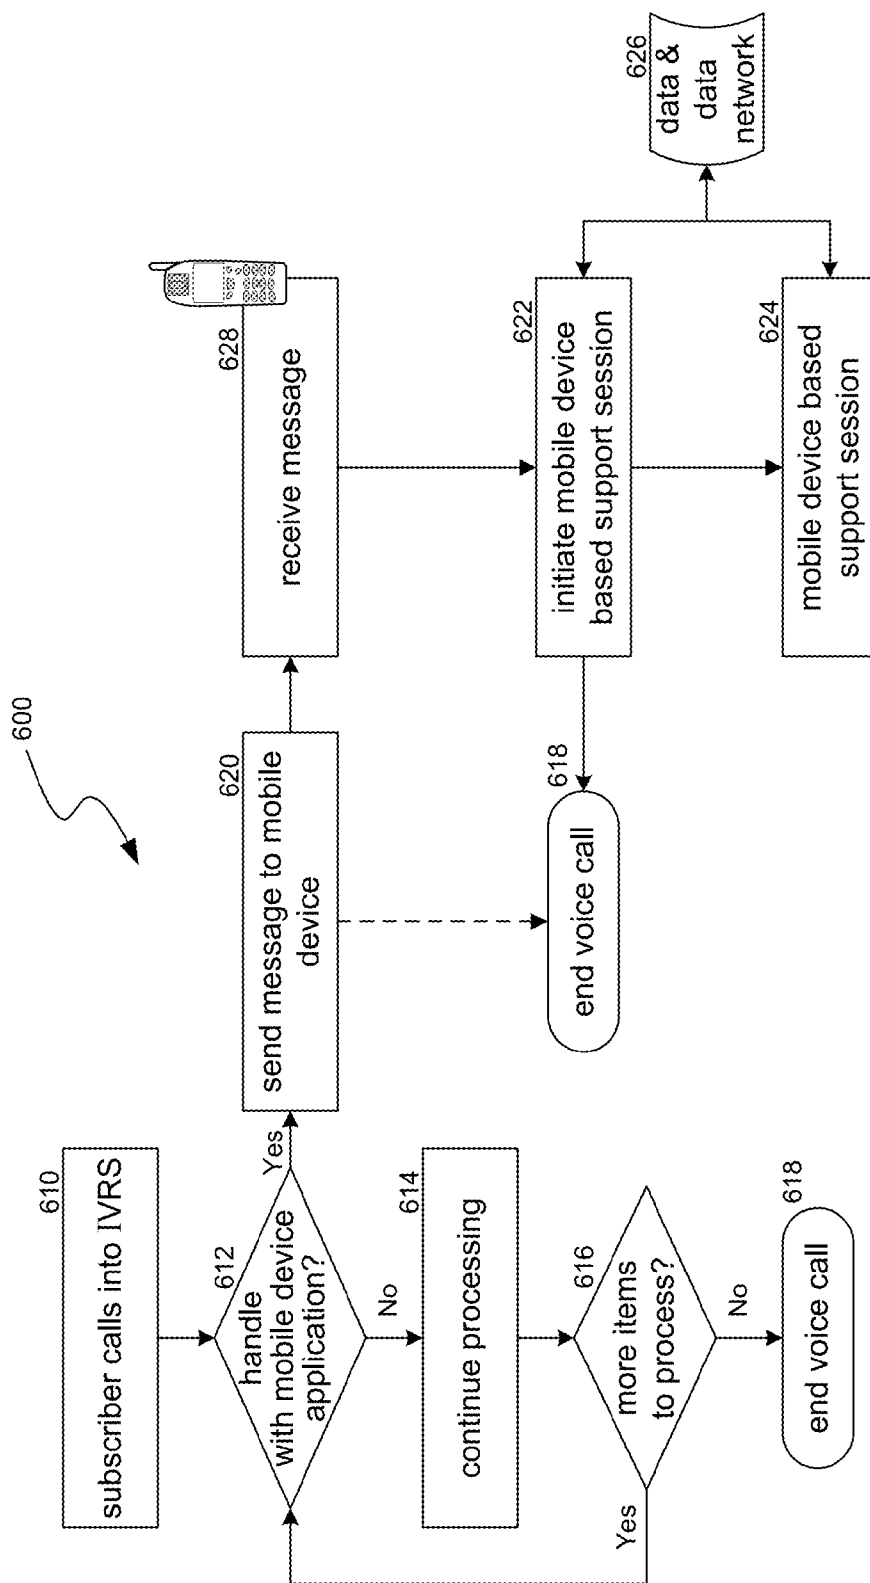 600
610
subscriber calls into IVRS
612
handle
with mobile device
application?
Yes
No
614
continue processing
616
more items
to process?
Yes
No
618
end voice call
620
send message to mobile
device
618
end voice call
628
receive message
622
initiate mobile device
based support session
624
mobile device based
support session
626
data &
data
network